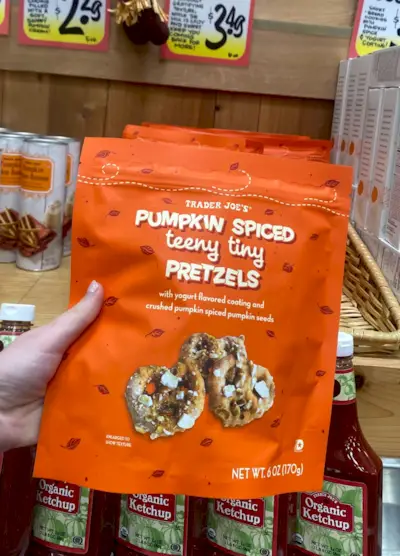 2.49
3.49
TRADER JOE'S®
PUMPKIN SPICED
teeny tiny
PRETZELS
with yogurt flavored coating and
crushed pumpkin spiced pumpkin seeds
ENLARGED TO
SHOW TEXTURE
NET WT. 6 OZ (170g)
Organic
Ketchup
Organic
Ketchup
Organic
Ketchup
TRADER JOE'S
Organic
Ketchup